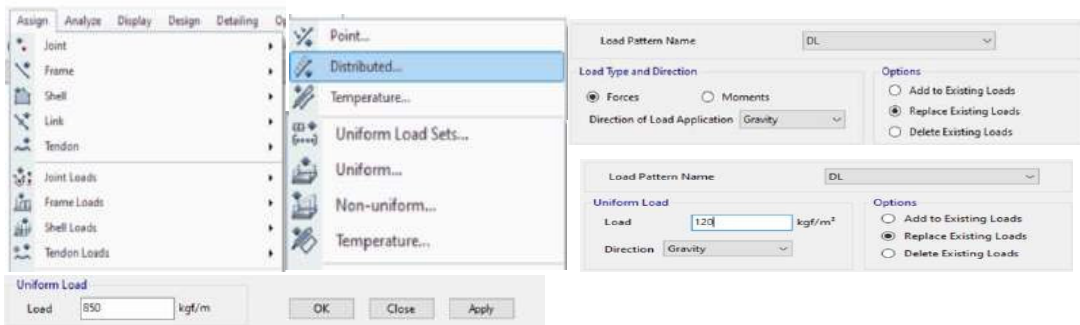 Assign Analyze Display Design Detailing
Joint
Frame
Shell
Link
Tendon
Joint Loads
Frame Loads
Shell Loads
Tendon Loads
Point...
Distributed...
Temperature...
Uniform Load Sets...
Uniform...
Non-uniform...
Temperature...
Load Pattern Name DL
Load Type and Direction
Forces Moments
Direction of Load Application Gravity
Options
Add to Existing Loads
Replace Existing Loads
Delete Existing Loads
Load Pattern Name DL
Uniform Load
Load 120 kgf/m²
Direction Gravity
Options
Add to Existing Loads
Replace Existing Loads
Delete Existing Loads
Uniform Load
Load 850 kgf/m OK Close Apply